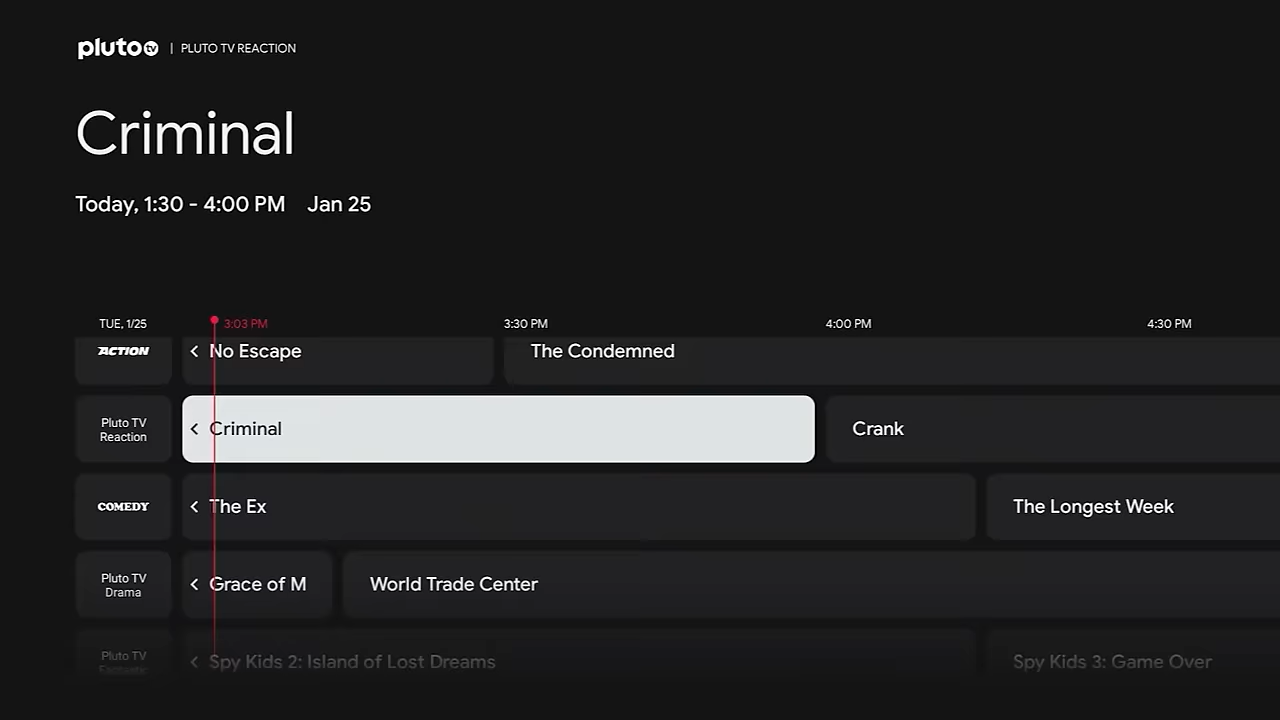 pluto tv | PLUTO TV REACTION
Criminal
Today, 1:30 - 4:00 PM Jan 25
TUE, 1/25 3:03 PM 3:30 PM 4:00 PM 4:30 PM
ACTION < No Escape The Condemned
Pluto TV
Reaction
< Criminal Crank
COMEDY < The Ex The Longest Week
Pluto TV
Drama
< Grace of M World Trade Center
Pluto TV
Fantastic
< Spy Kids 2: Island of Lost Dreams Spy Kids 3: Game Over